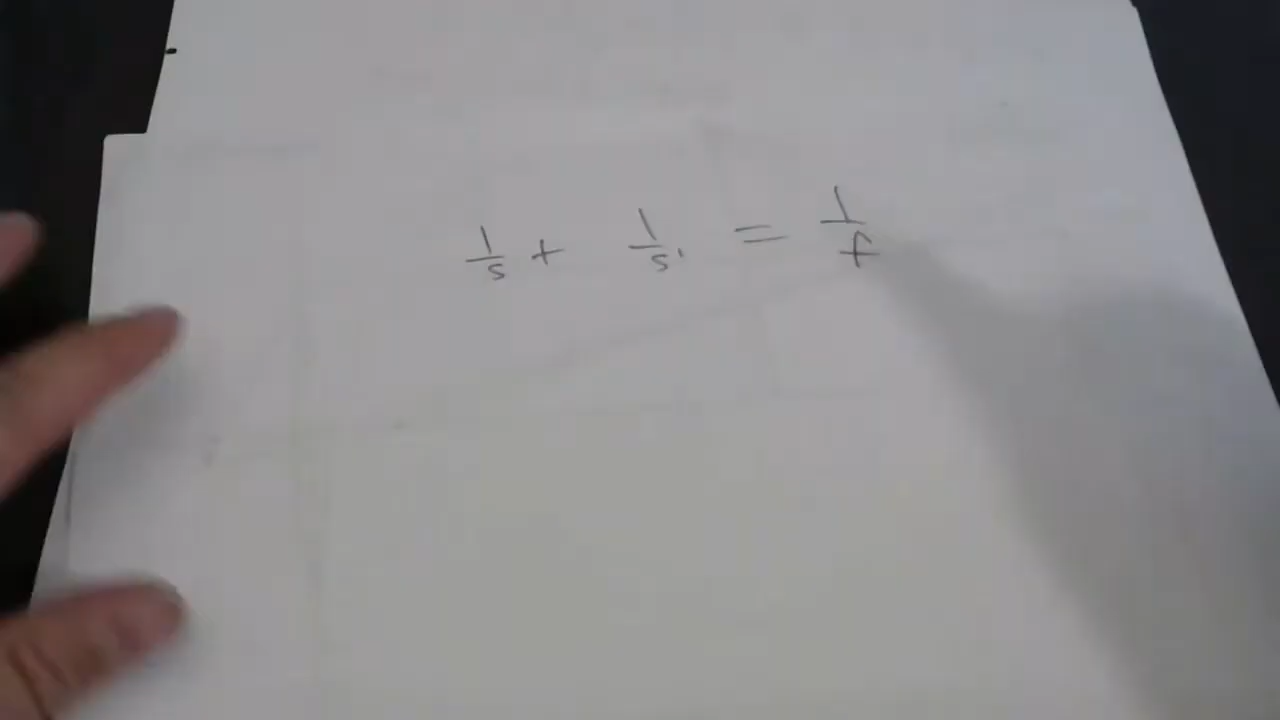 1/s + 1/s' = 1/f